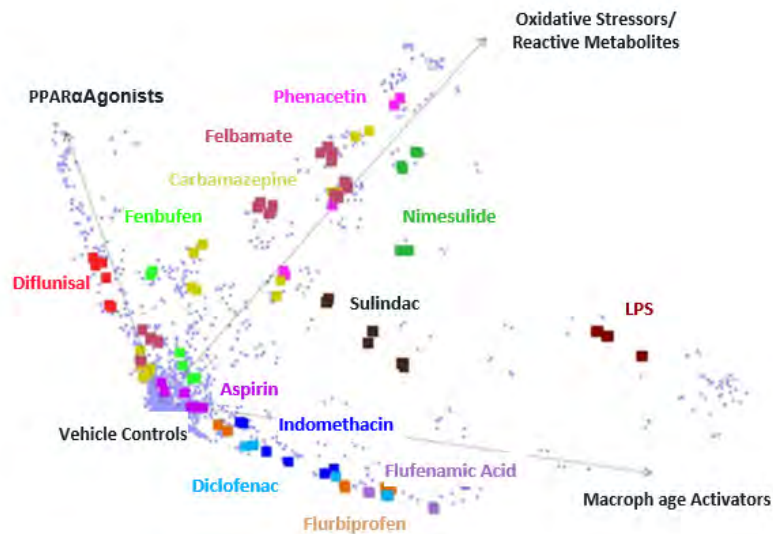 Oxidative Stressors/
Reactive Metabolites
PPARαAgonists
Phenacetin
Felbamate
Carbamazepine
Fenbufen
Nimesulide
Diflunisal
Sulindac
LPS
Aspirin
Vehicle Controls
Indomethacin
Flufenamic Acid
Diclofenac
Macroph age Activators
Flurbiprofen